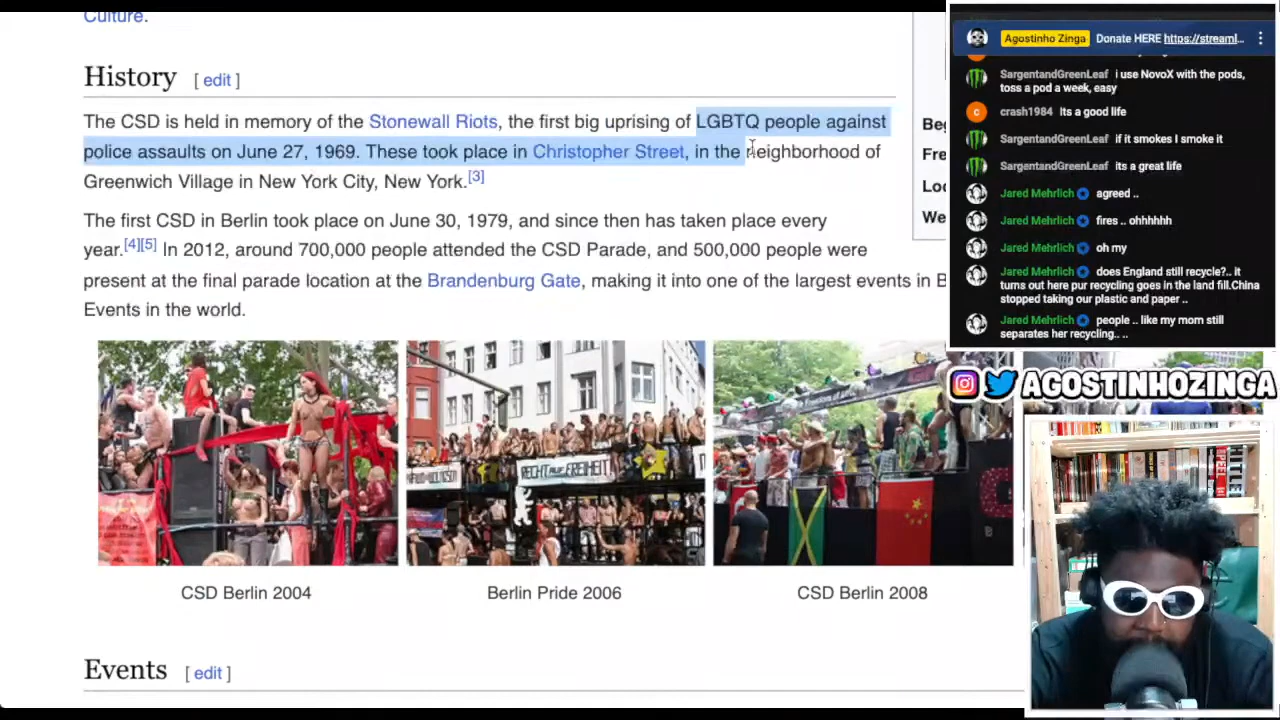 Culture.
History [ edit ]
The CSD is held in memory of the Stonewall Riots, the first big uprising of LGBTQ people against
police assaults on June 27, 1969. These took place in Christopher Street, in the neighborhood of
Greenwich Village in New York City, New York.[3]
The first CSD in Berlin took place on June 30, 1979, and since then has taken place every
year.[4][5] In 2012, around 700,000 people attended the CSD Parade, and 500,000 people were
present at the final parade location at the Brandenburg Gate, making it into one of the largest events in B
Events in the world.
RECHT AUF FREIHEIT
CSD Berlin 2004
Berlin Pride 2006
CSD Berlin 2008
Events [ edit ]
Beg
Fre
Loc
We
Agostinho Zinga Donate HERE https://streaml...
SargentandGreenLeaf i use NovoX with the pods,
toss a pod a week, easy
crash1984 Its a good life
SargentandGreenLeaf if it smokes I smoke it
SargentandGreenLeaf its a great life
Jared Mehrlich agreed ..
Jared Mehrlich fires .. ohhhhhh
Jared Mehrlich oh my
Jared Mehrlich does England still recycle?.. it
turns out here pur recycling goes in the land fill.China
stopped taking our plastic and paper ..
Jared Mehrlich people .. like my mom still
separates her recycling.. ..
AGOSTINHOZINGA